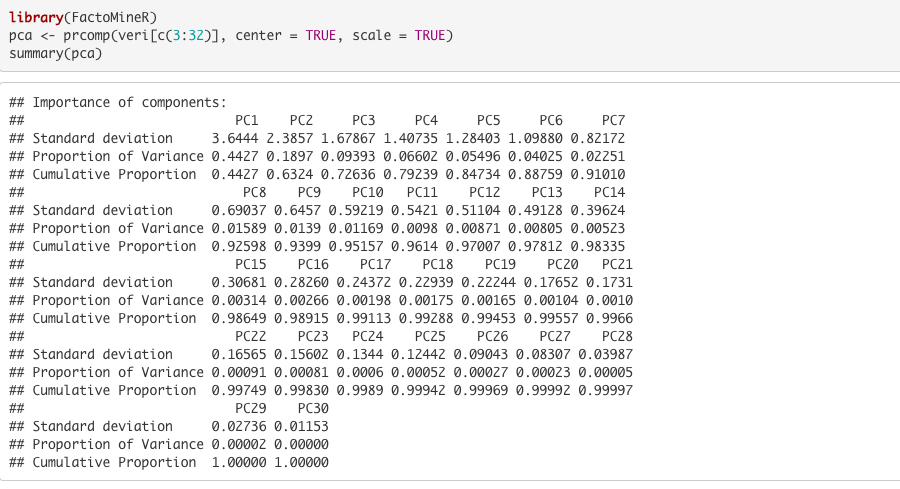 library(FactoMineR)
pca <- prcomp(veri[c(3:32)], center = TRUE, scale = TRUE)
summary(pca)
## Importance of components:
##                           PC1    PC2     PC3     PC4     PC5     PC6     PC7
## Standard deviation     3.6444 2.3857 1.67867 1.40735 1.28403 1.09880 0.82172
## Proportion of Variance 0.4427 0.1897 0.09393 0.06602 0.05496 0.04025 0.02251
## Cumulative Proportion  0.4427 0.6324 0.72636 0.79239 0.84734 0.88759 0.91010
##                            PC8    PC9    PC10   PC11    PC12    PC13    PC14
## Standard deviation     0.69037 0.6457 0.59219 0.5421 0.51104 0.49128 0.39624
## Proportion of Variance 0.01589 0.0139 0.01169 0.0098 0.00871 0.00805 0.00523
## Cumulative Proportion  0.92598 0.9399 0.95157 0.9614 0.97007 0.97812 0.98335
##                           PC15    PC16    PC17    PC18    PC19    PC20   PC21
## Standard deviation     0.30681 0.28260 0.24372 0.22939 0.22244 0.17652 0.1731
## Proportion of Variance 0.00314 0.00266 0.00198 0.00175 0.00165 0.00104 0.0010
## Cumulative Proportion  0.98649 0.98915 0.99113 0.99288 0.99453 0.99557 0.9966
##                           PC22    PC23   PC24    PC25    PC26    PC27    PC28
## Standard deviation     0.16565 0.15602 0.1344 0.12442 0.09043 0.08307 0.03987
## Proportion of Variance 0.00091 0.00081 0.0006 0.00052 0.00027 0.00023 0.00005
## Cumulative Proportion  0.99749 0.99830 0.9989 0.99942 0.99969 0.99992 0.99997
##                           PC29    PC30
## Standard deviation     0.02736 0.01153
## Proportion of Variance 0.00002 0.00000
## Cumulative Proportion  1.00000 1.00000